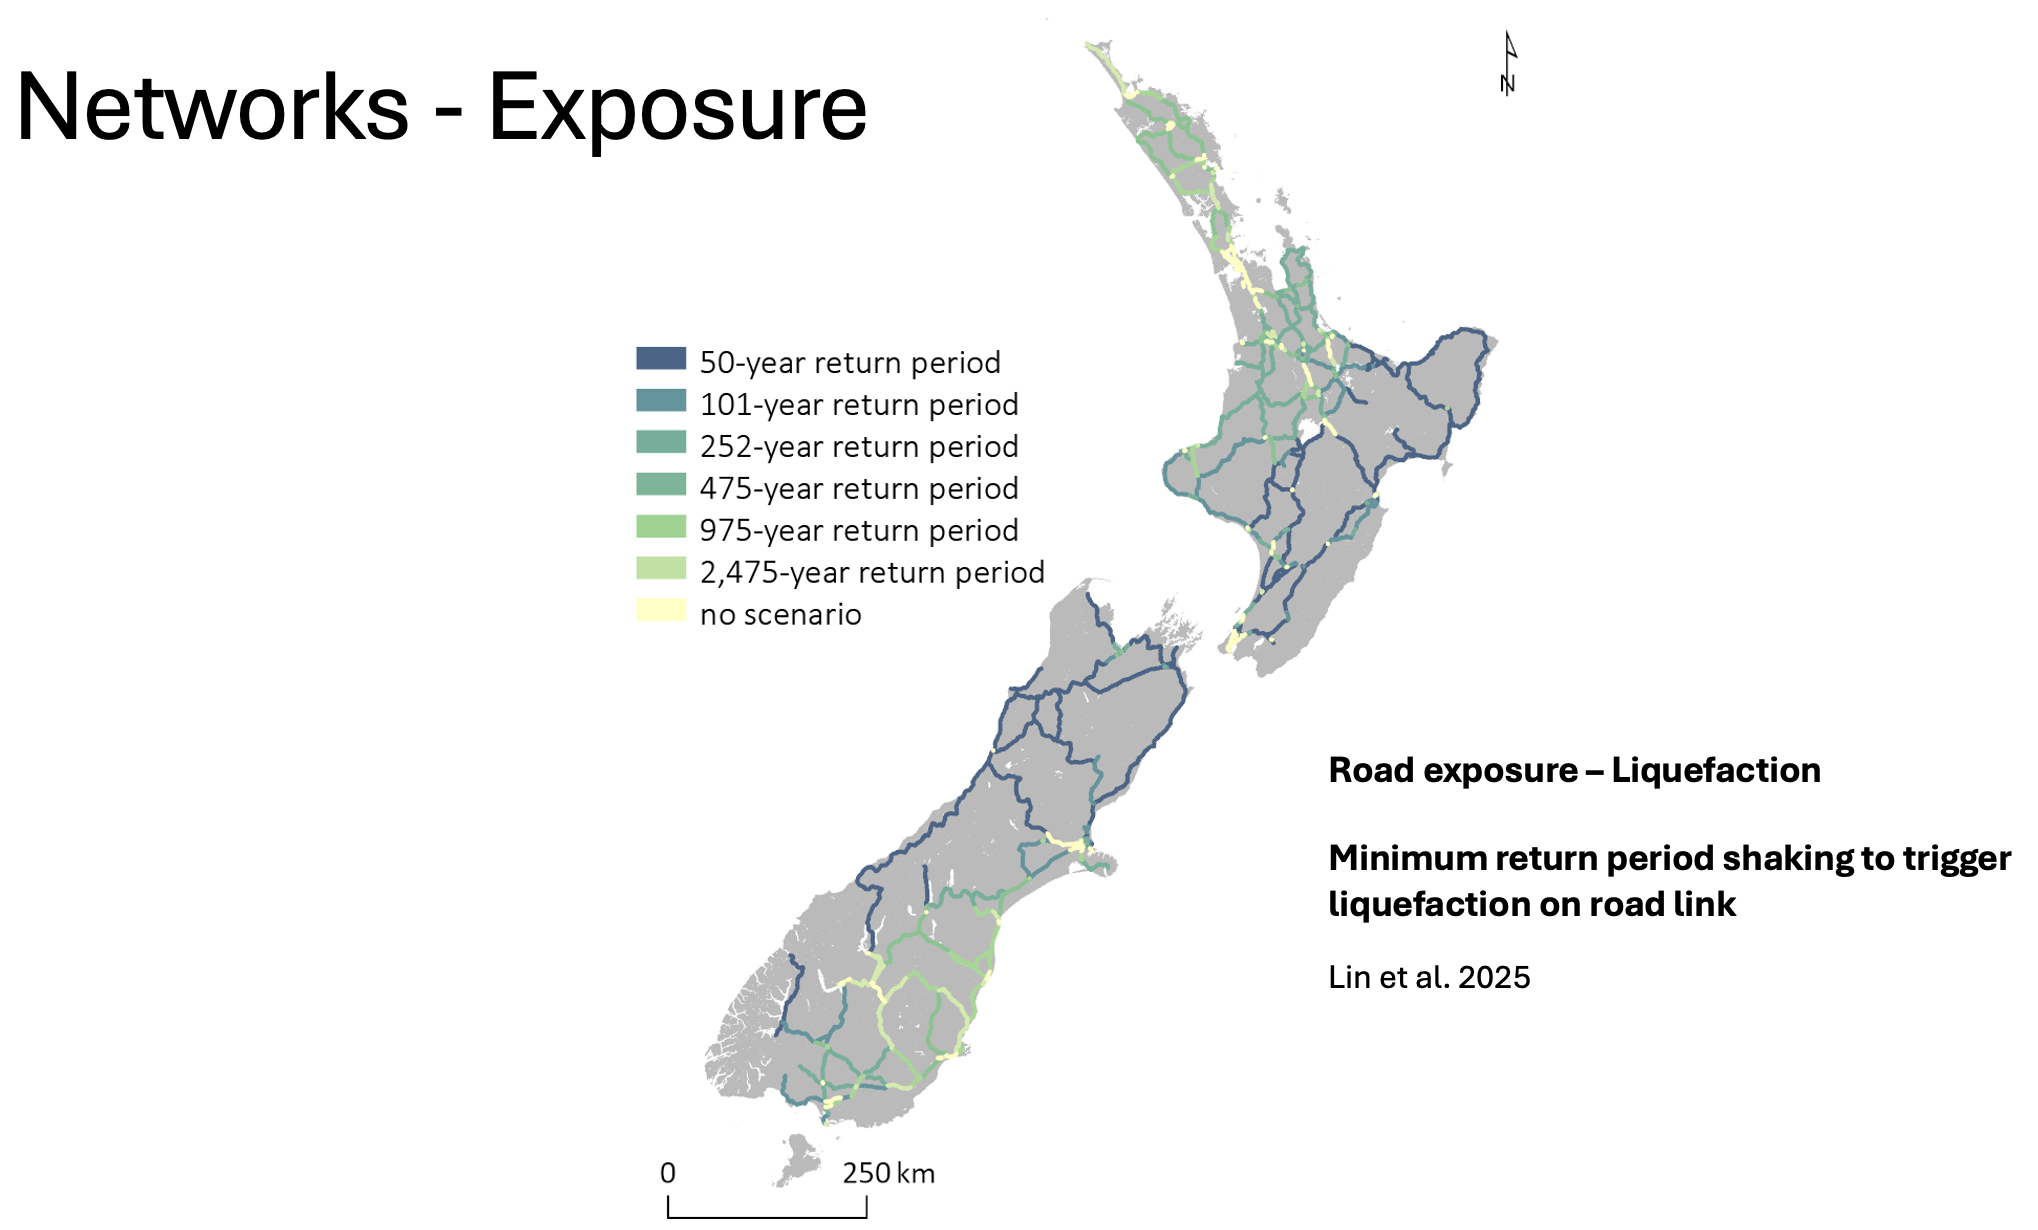 Networks - Exposure
N
50-year return period
101-year return period
252-year return period
475-year return period
975-year return period
2,475-year return period
no scenario
Road exposure – Liquefaction
Minimum return period shaking to trigger
liquefaction on road link
Lin et al. 2025
0 250 km